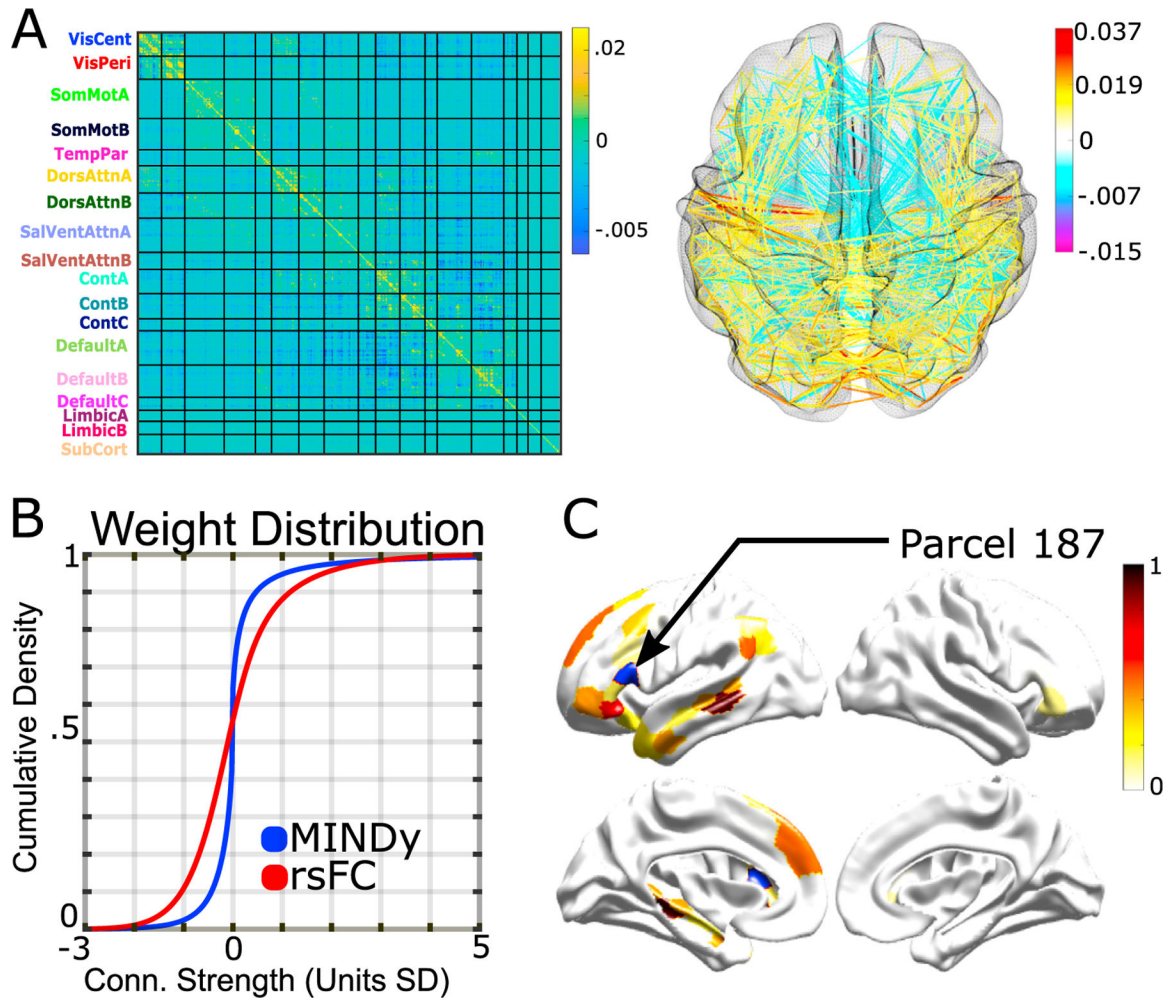 A
VisCent
VisPeri
SomMotA
SomMotB
TempPar
DorsAttnA
DorsAttnB
SalVentAttnA
SalVentAttnB
ContA
ContB
ContC
DefaultA
DefaultB
DefaultC
LimbicA
LimbicB
SubCort
.02
0
-.005
0.037
0.019
0
-.007
-.015
B
Weight Distribution
1
.5
0
-3
0
5
Cumulative Density
MINDy
rsFC
Conn. Strength (Units SD)
C
Parcel 187
1
0